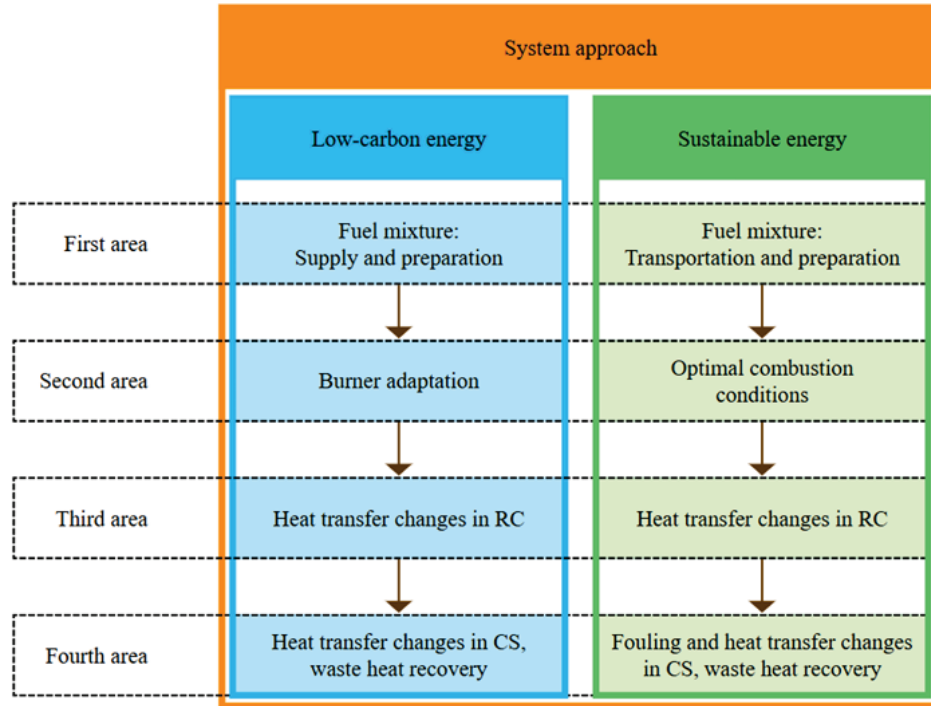 System approach
Low-carbon energy
Sustainable energy
First area
Fuel mixture:
Supply and preparation
Fuel mixture:
Transportation and preparation
Second area
Burner adaptation
Optimal combustion
conditions
Third area
Heat transfer changes in RC
Heat transfer changes in RC
Fourth area
Heat transfer changes in CS,
waste heat recovery
Fouling and heat transfer changes
in CS, waste heat recovery